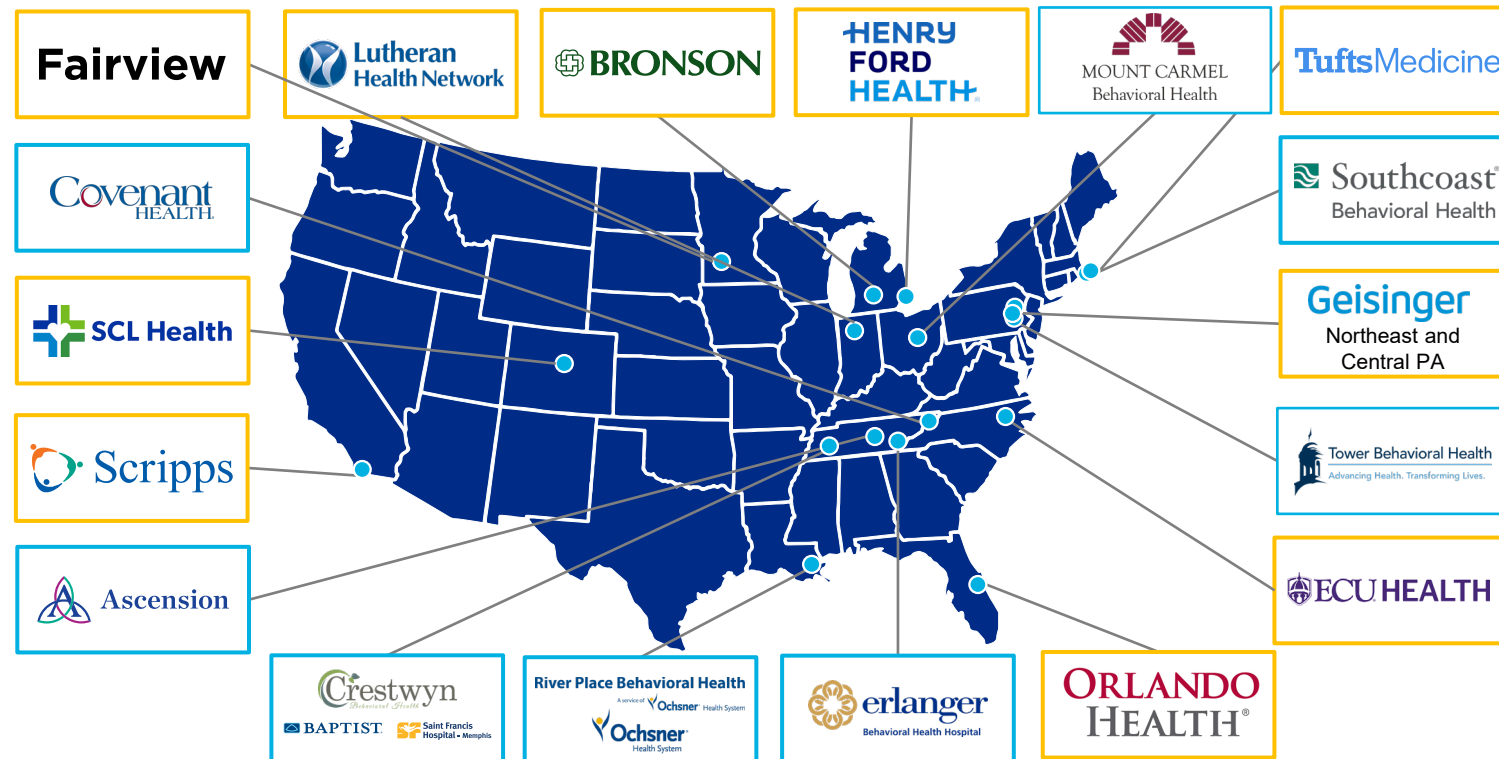 Fairview
Lutheran
Health Network
BRONSON
HENRY
FORD
HEALTH
MOUNT CARMEL
Behavioral Health
TuftsMedicine
Covenant
HEALTH
Southcoast®
Behavioral Health
SCL Health
Geisinger
Northeast and
Central PA
Scripps
Tower Behavioral Health
Advancing Health. Transforming Lives.
Ascension
ECU HEALTH
Crestwyn
Behavioral Health
BAPTIST
SF
Saint Francis
Hospital - Memphis
River Place Behavioral Health
A service of Ochsner Health System
Ochsner
Health System
erlanger
Behavioral Health Hospital
ORLANDO
HEALTH®